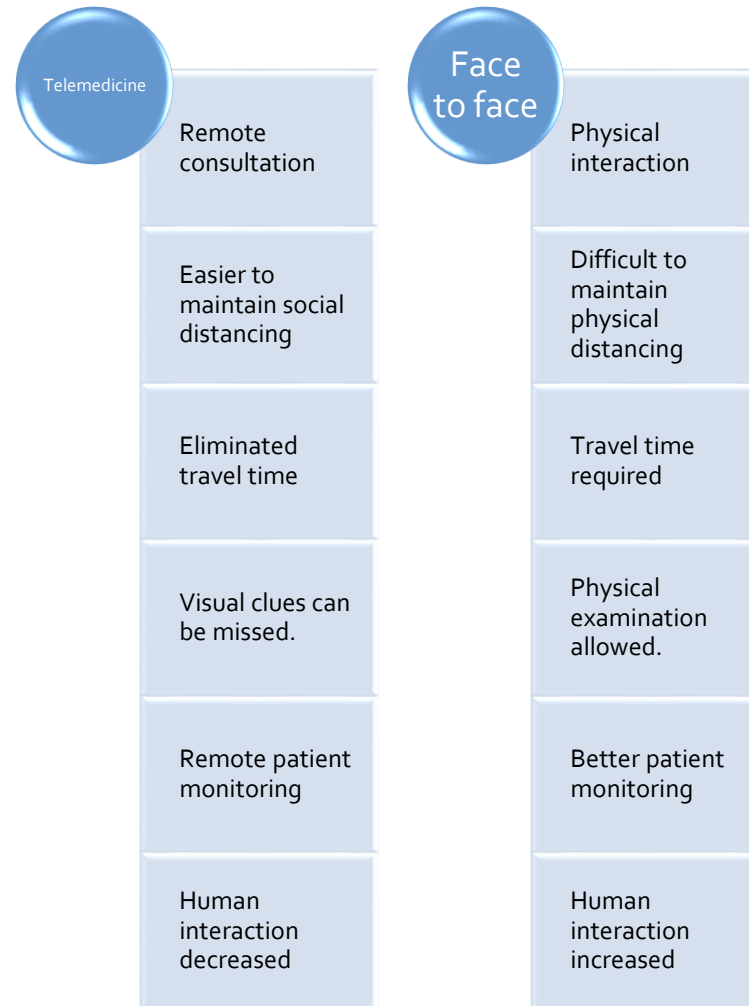 Telemedicine
Remote
consultation
Easier to
maintain social
distancing
Eliminated
travel time
Visual clues can
be missed.
Remote patient
monitoring
Human
interaction
decreased
Face
to face
Physical
interaction
Difficult to
maintain
physical
distancing
Travel time
required
Physical
examination
allowed.
Better patient
monitoring
Human
interaction
increased